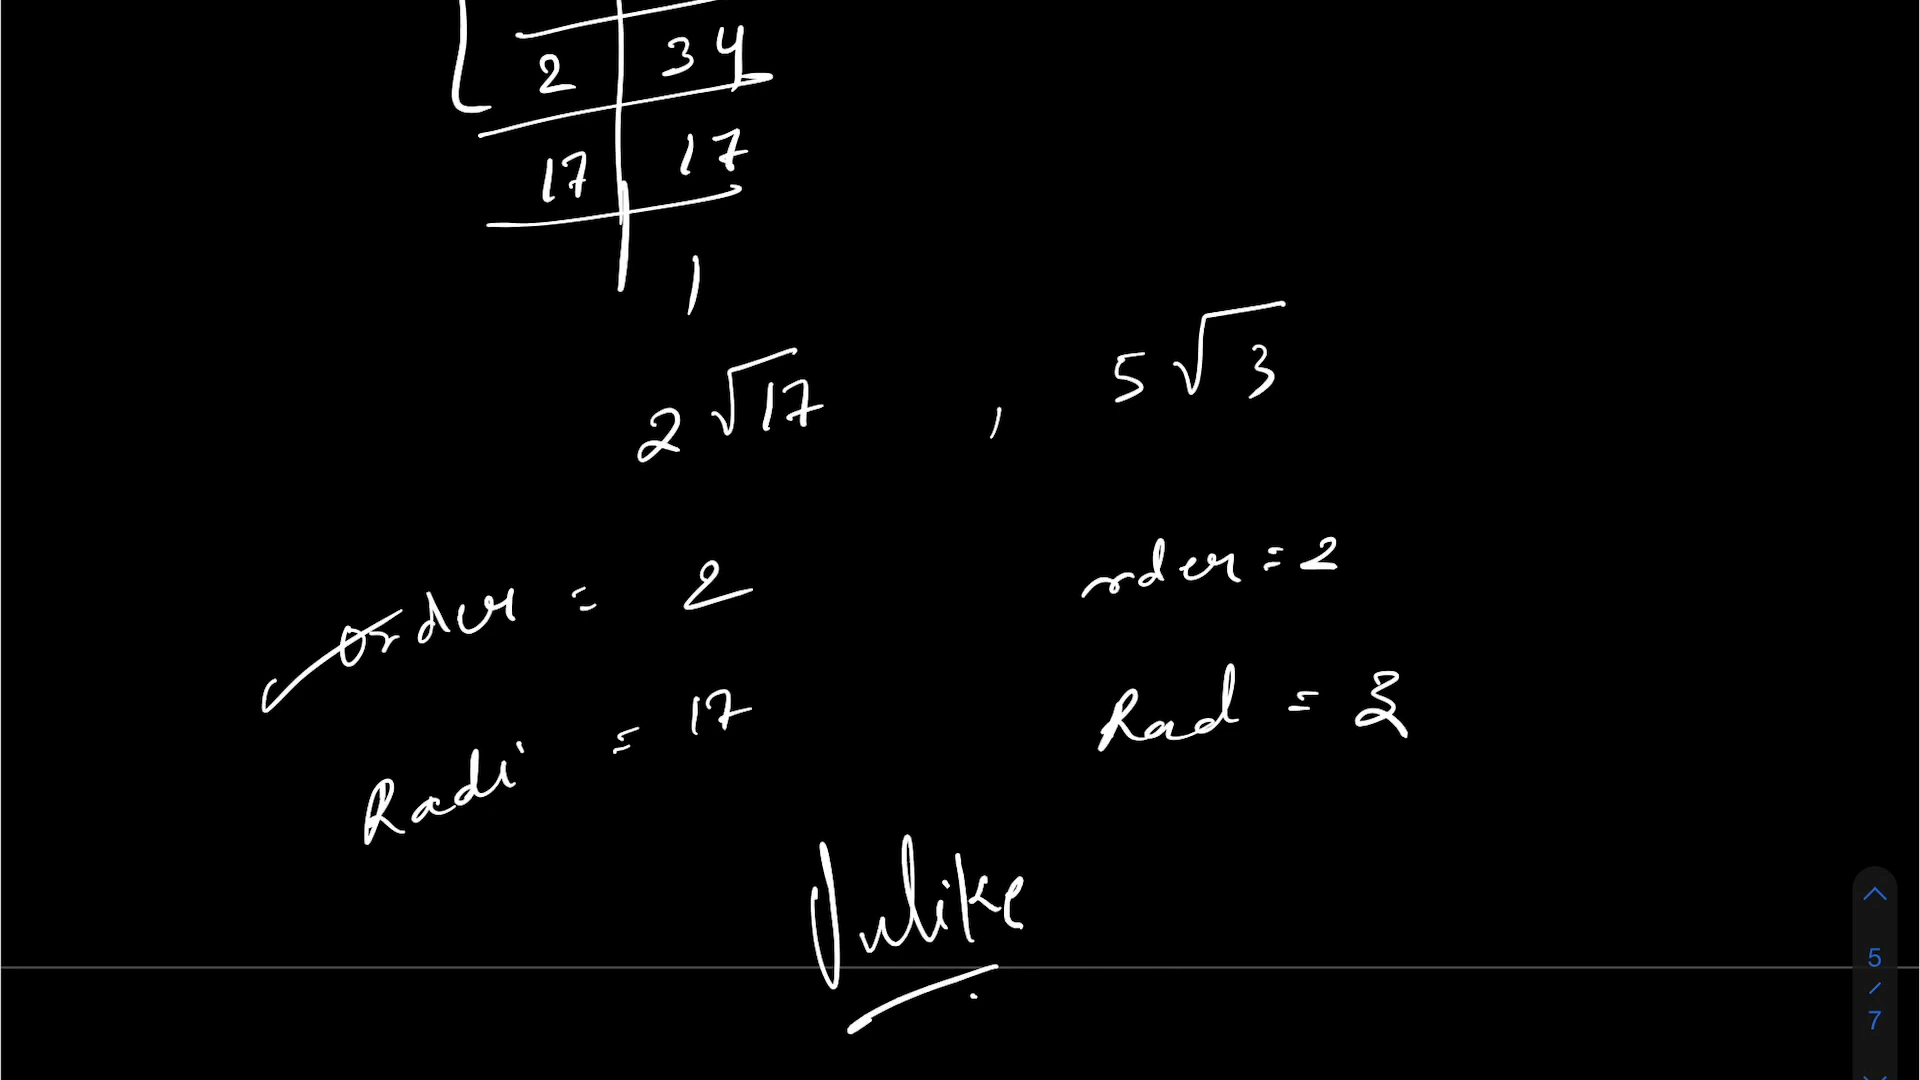 2 | 34
17 | 17
1
2√17 , 5√3
order = 2 order = 2
Radi = 17 Rad = 3
Unlike
5
/
7